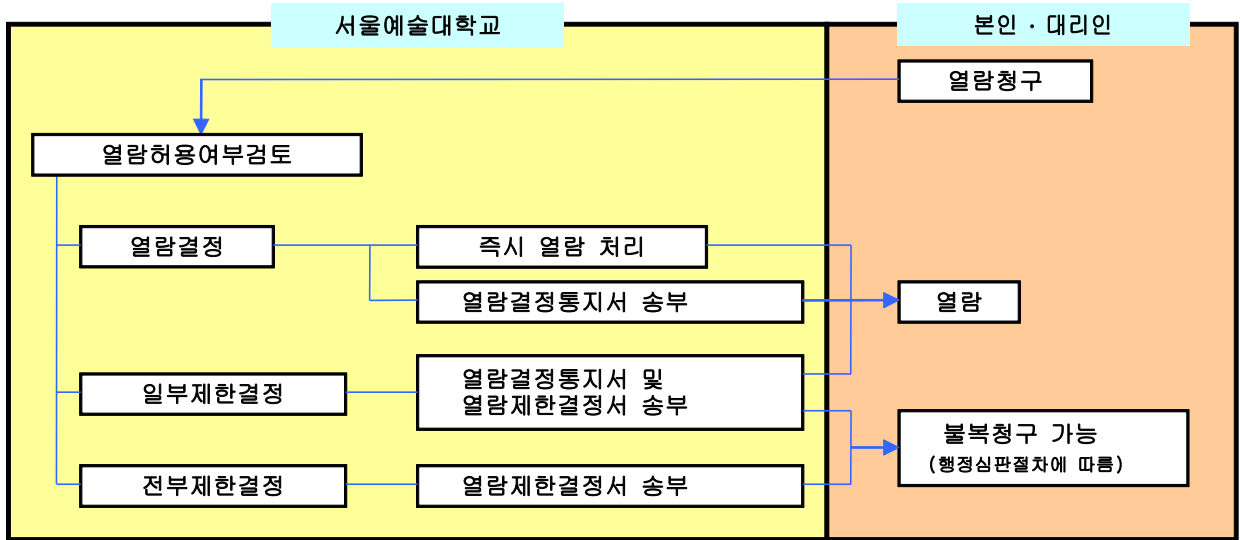 서울예술대학교
본인 · 대리인
열람청구
열람허용여부검토
열람결정
즉시 열람 처리
열람결정통지서 송부
열람
일부제한결정
열람결정통지서 및
열람제한결정서 송부
불복청구 가능
(행정심판절차에 따름)
전부제한결정
열람제한결정서 송부